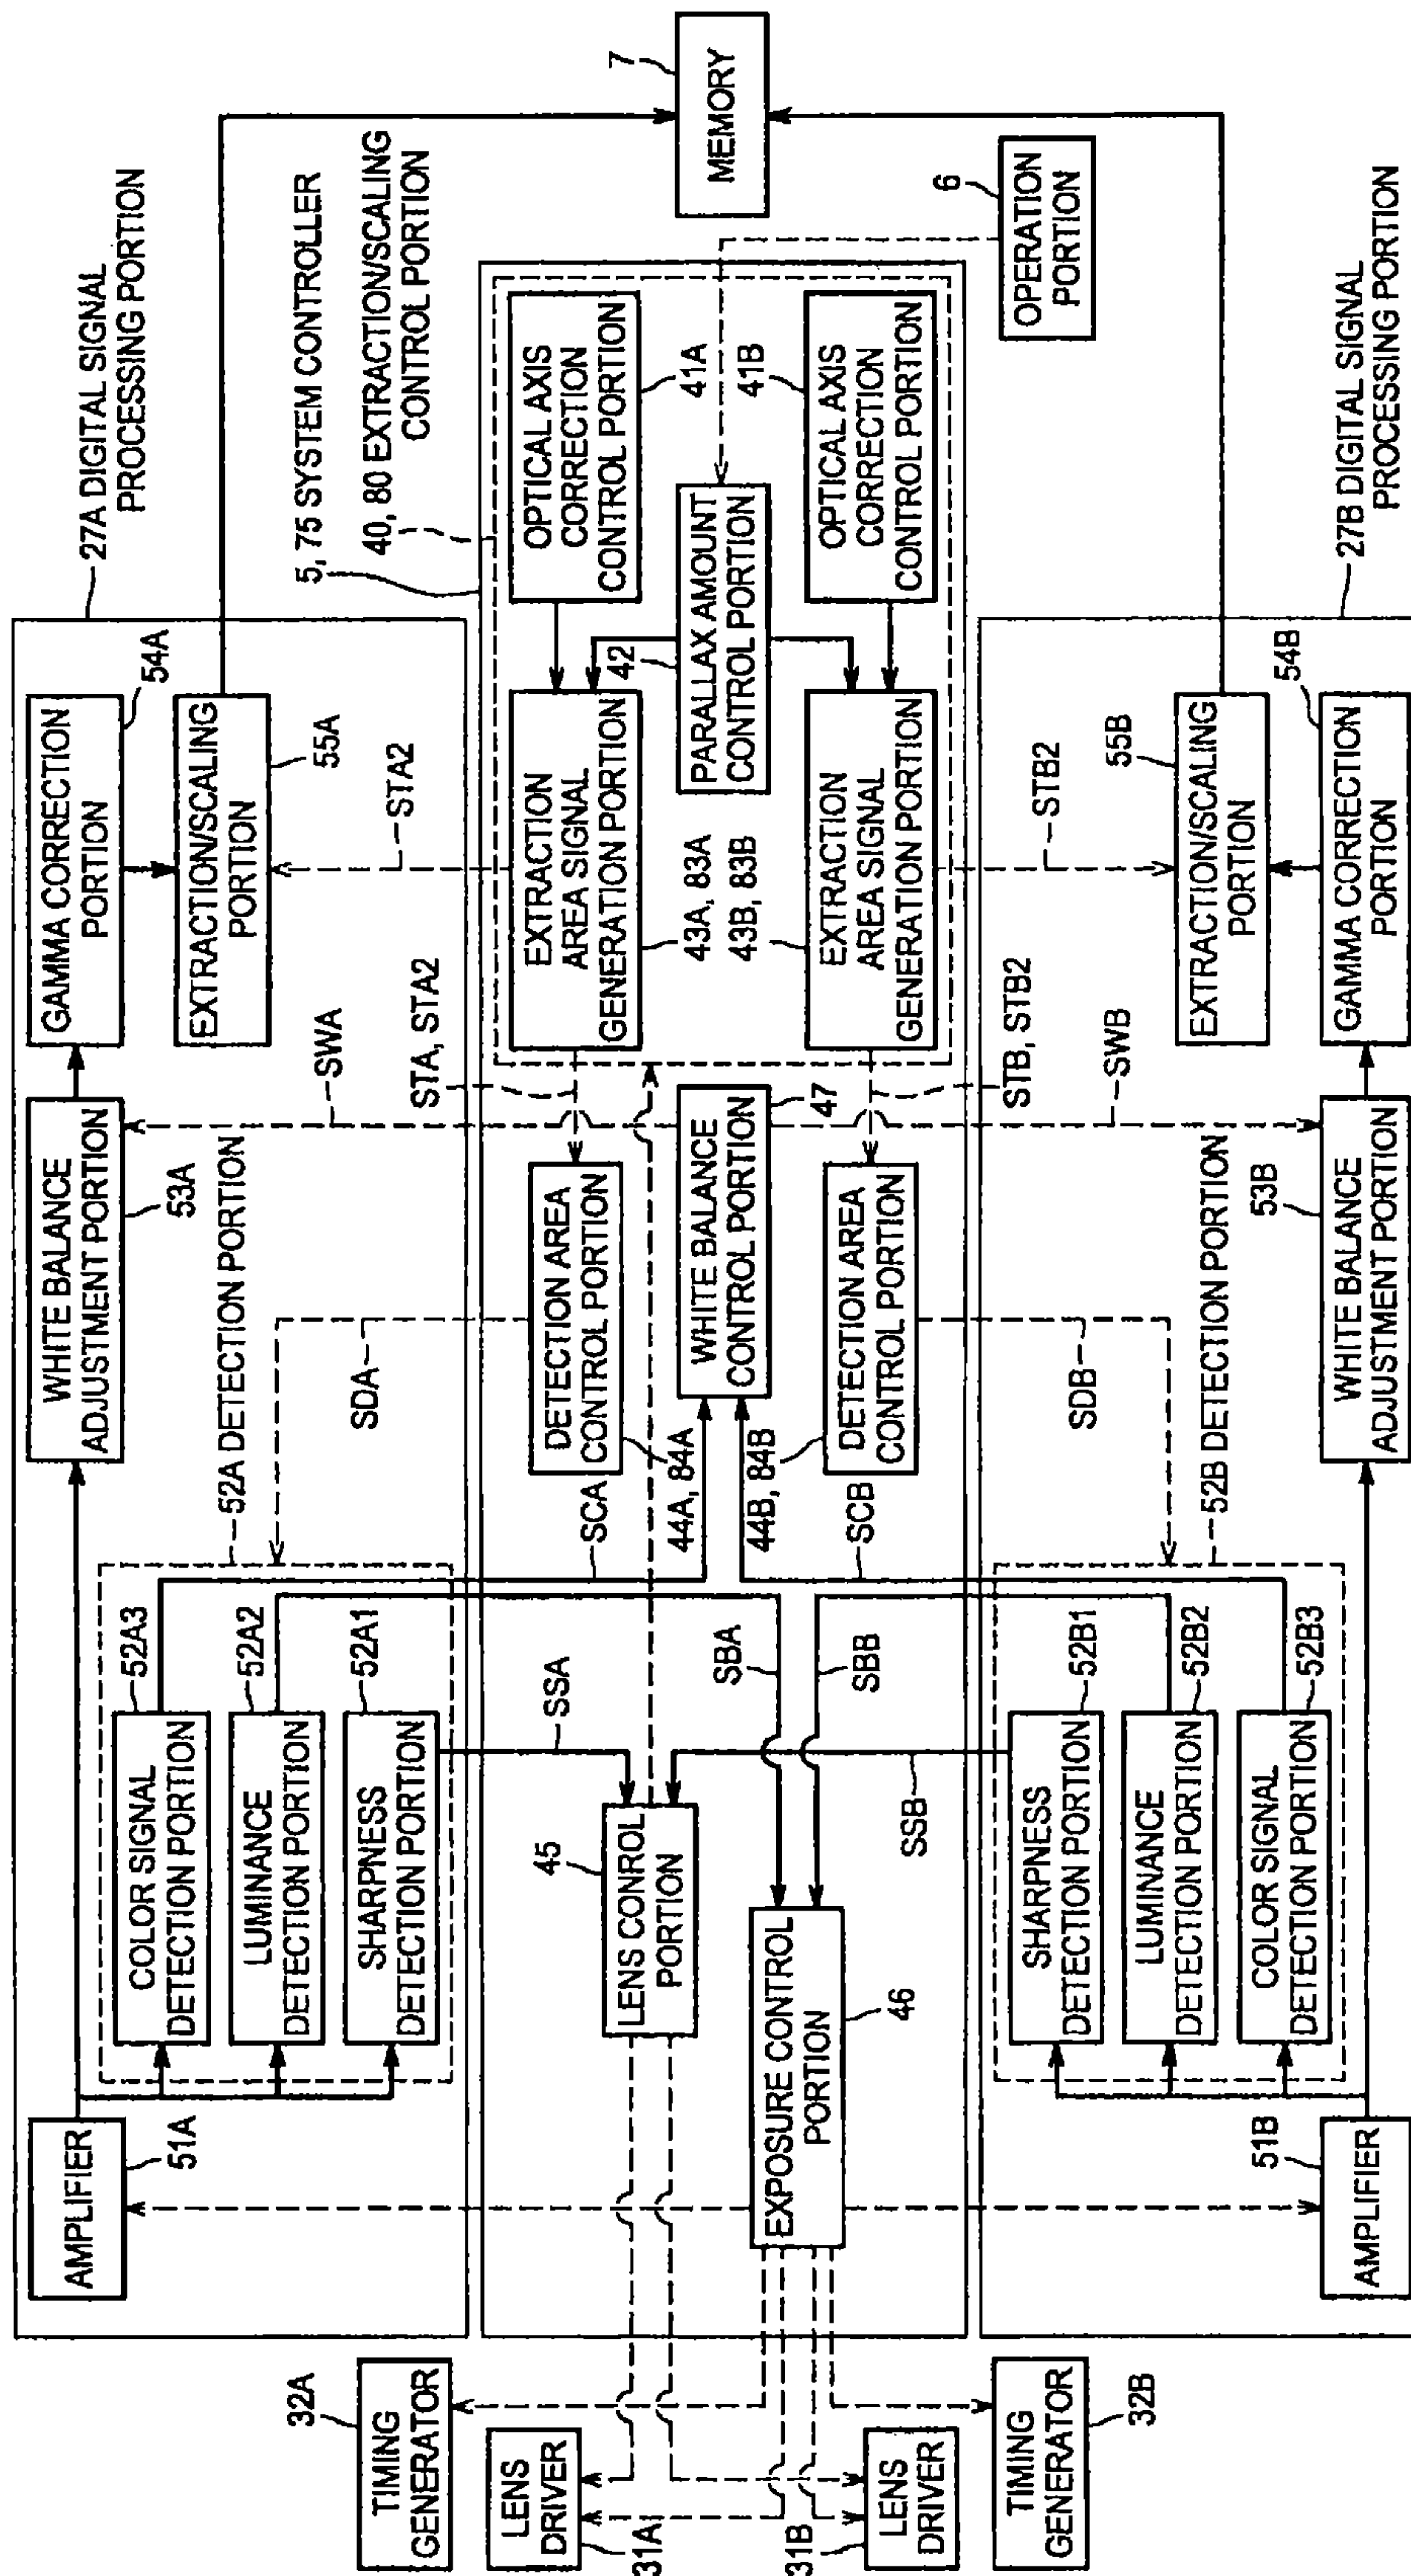 27A DIGITAL SIGNAL
PROCESSING PORTION
AMPLIFIER
51A
WHITE BALANCE
ADJUSTMENT PORTION
53A
GAMMA CORRECTION
PORTION
54A
EXTRACTION/SCALING
PORTION
55A
52A DETECTION PORTION
COLOR SIGNAL
DETECTION PORTION
52A3
LUMINANCE
DETECTION PORTION
52A2
SHARPNESS
DETECTION PORTION
52A1
SWA
STA2
SDA
5, 75 SYSTEM CONTROLLER
40, 80 EXTRACTION/SCALING
CONTROL PORTION
MEMORY
7
OPERATION
PORTION
6
TIMING
GENERATOR
32A
LENS
DRIVER
31A
LENS
DRIVER
31B
TIMING
GENERATOR
32B
LENS CONROL
PORTION
45
EXPOSURE CONTROL
PORTION
46
SSA
SBA
SBB
SSB
SCA
SCB
DETECTION AREA
CONTROL PORTION
44A, 84A
DETECTION AREA
CONTROL PORTION
44B, 84B
WHITE BALANCE
CONTROL PORTION
47
STA, STA2
STB, STB2
EXTRACTION
AREA SIGNAL
GENERATION PORTION
43A, 83A
EXTRACTION
AREA SIGNAL
GENERATION PORTION
43B, 83B
PARALLAX AMOUNT
CONTROL PORTION
42
OPTICAL AXIS
CORRECTION
CONTROL PORTION
41A
OPTICAL AXIS
CORRECTION
CONTROL PORTION
41B
SDB
SWB
STB2
52B DETECTION PORTION
SHARPNESS
DETECTION PORTION
52B1
LUMINANCE
DETECTION PORTION
52B2
COLOR SIGNAL
DETECTION PORTION
52B3
AMPLIFIER
51B
WHITE BALANCE
ADJUSTMENT PORTION
53B
EXTRACTION/SCALING
PORTION
55B
GAMMA CORRECTION
PORTION
54B
27B DIGITAL SIGNAL
PROCESSING PORTION